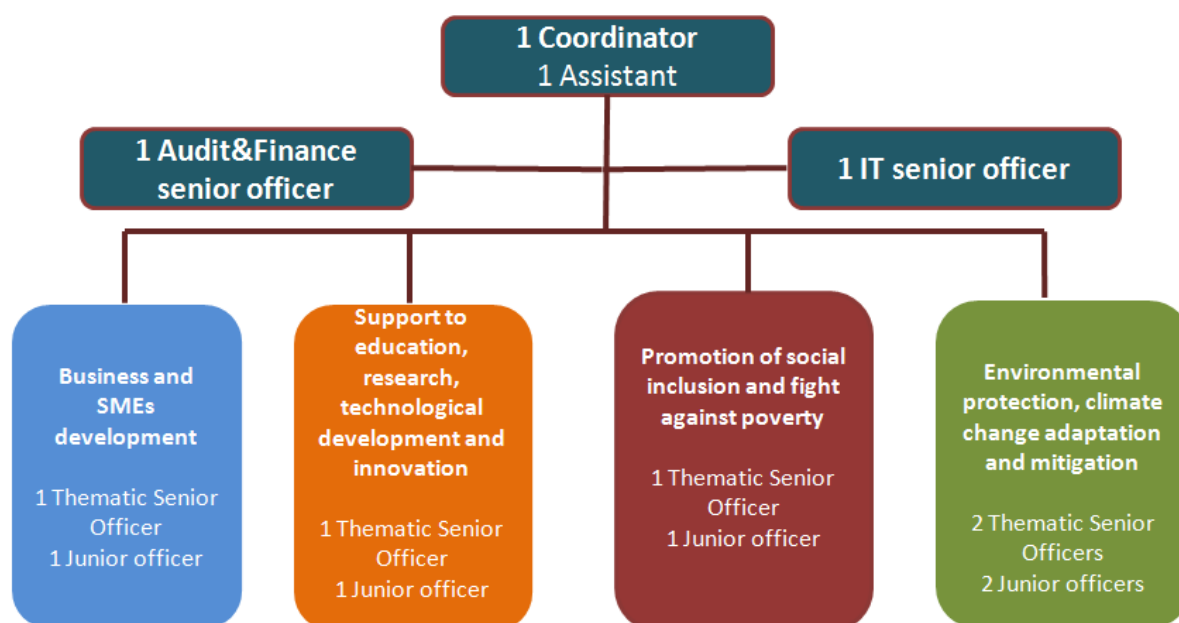 1 Coordinator
1 Assistant
1 Audit&Finance
senior officer
1 IT senior officer
Business and
SMEs
development
1 Thematic Senior
Officer
1 Junior officer
Support to
education,
research,
technological
development and
innovation
1 Thematic Senior
Officer
1 Junior officer
Promotion of social
inclusion and fight
against poverty
1 Thematic Senior
Officer
1 Junior officer
Environmental
protection, climate
change adaptation
and mitigation
2 Thematic Senior
Officers
2 Junior officers